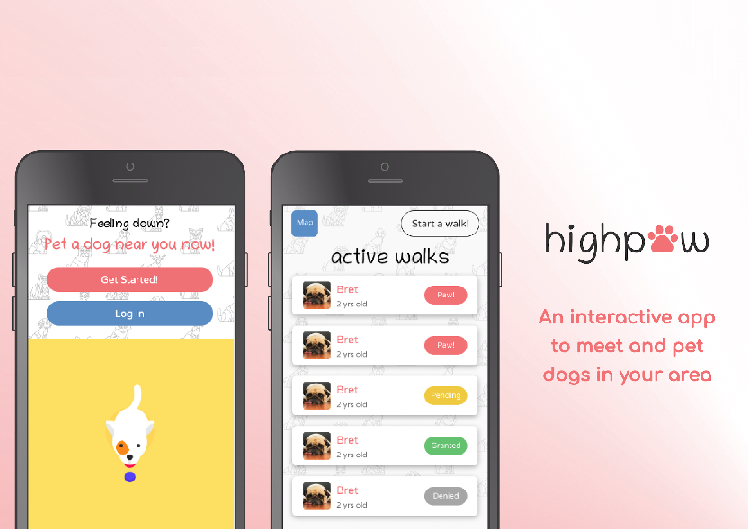 Feeling down?
Pet a dog near you now!
Get Started!
Log in
Map
Start a walk!
active walks
Bret
2 yrs old
Paw!
Bret
2 yrs old
Paw!
Bret
2 yrs old
Pending
Bret
2 yrs old
Granted
Bret
2 yrs old
Denied
highpaw
An interactive app
to meet and pet
dogs in your area